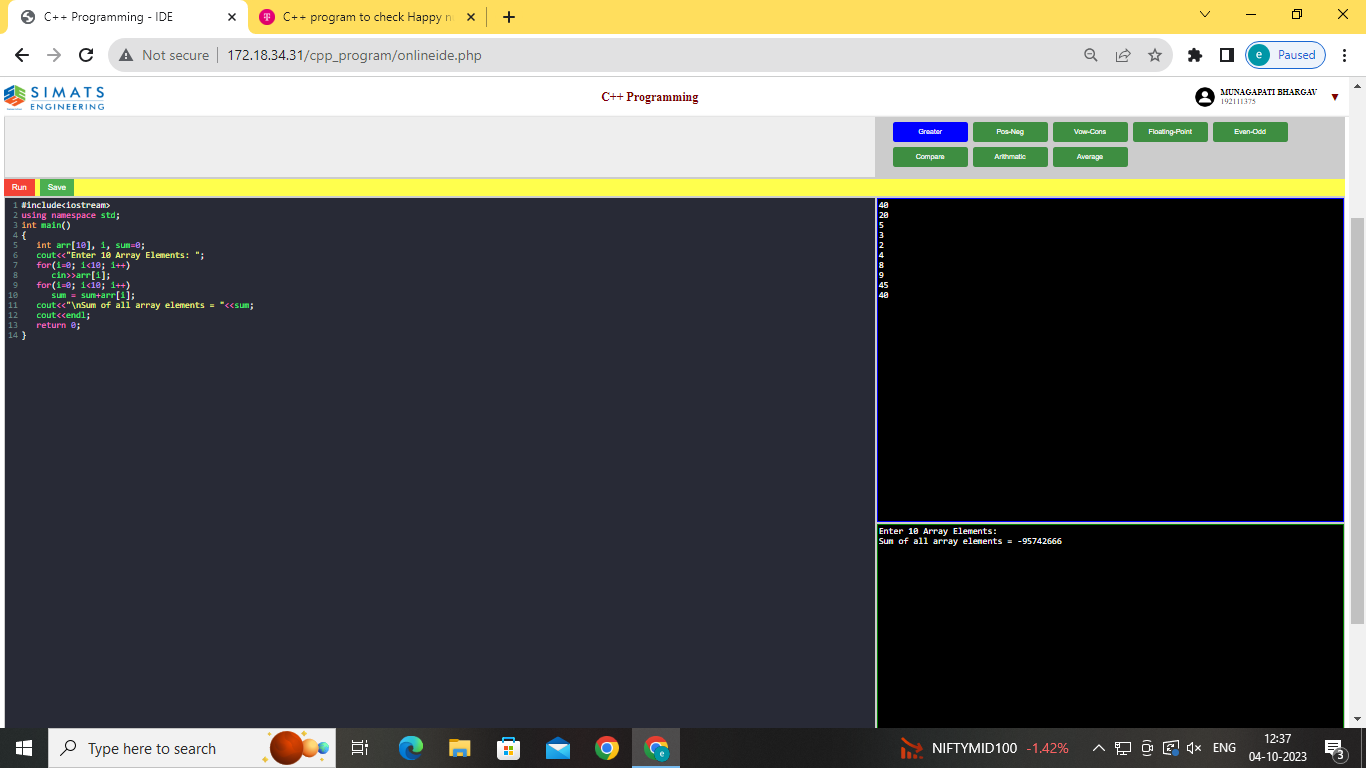 C++ Programming - IDE
C++ program to check Happy n
Not secure
172.18.34.31/cpp_program/onlineide.php
e
Paused
SIMATS
ENGINEERING
C++ Programming
MUNAGAPATI BHARGAV
192111375
Greater
Pos-Neg
Vow-Cons
Floating-Point
Even-Odd
Compare
Arithmatic
Average
Run
Save
1 #include<iostream>
2 using namespace std;
3 int main()
4 {
5    int arr[10], i, sum=0;
6    cout<<"Enter 10 Array Elements: ";
7    for(i=0; i<10; i++)
8       cin>>arr[i];
9    for(i=0; i<10; i++)
10       sum = sum+arr[i];
11    cout<<"\nSum of all array elements = "<<sum;
12    cout<<endl;
13    return 0;
14 }
40
20
5
3
2
4
8
9
45
40
Enter 10 Array Elements:
Sum of all array elements = -95742666
Type here to search
NIFTYMID100 -1.42%
ENG
12:37
04-10-2023
3